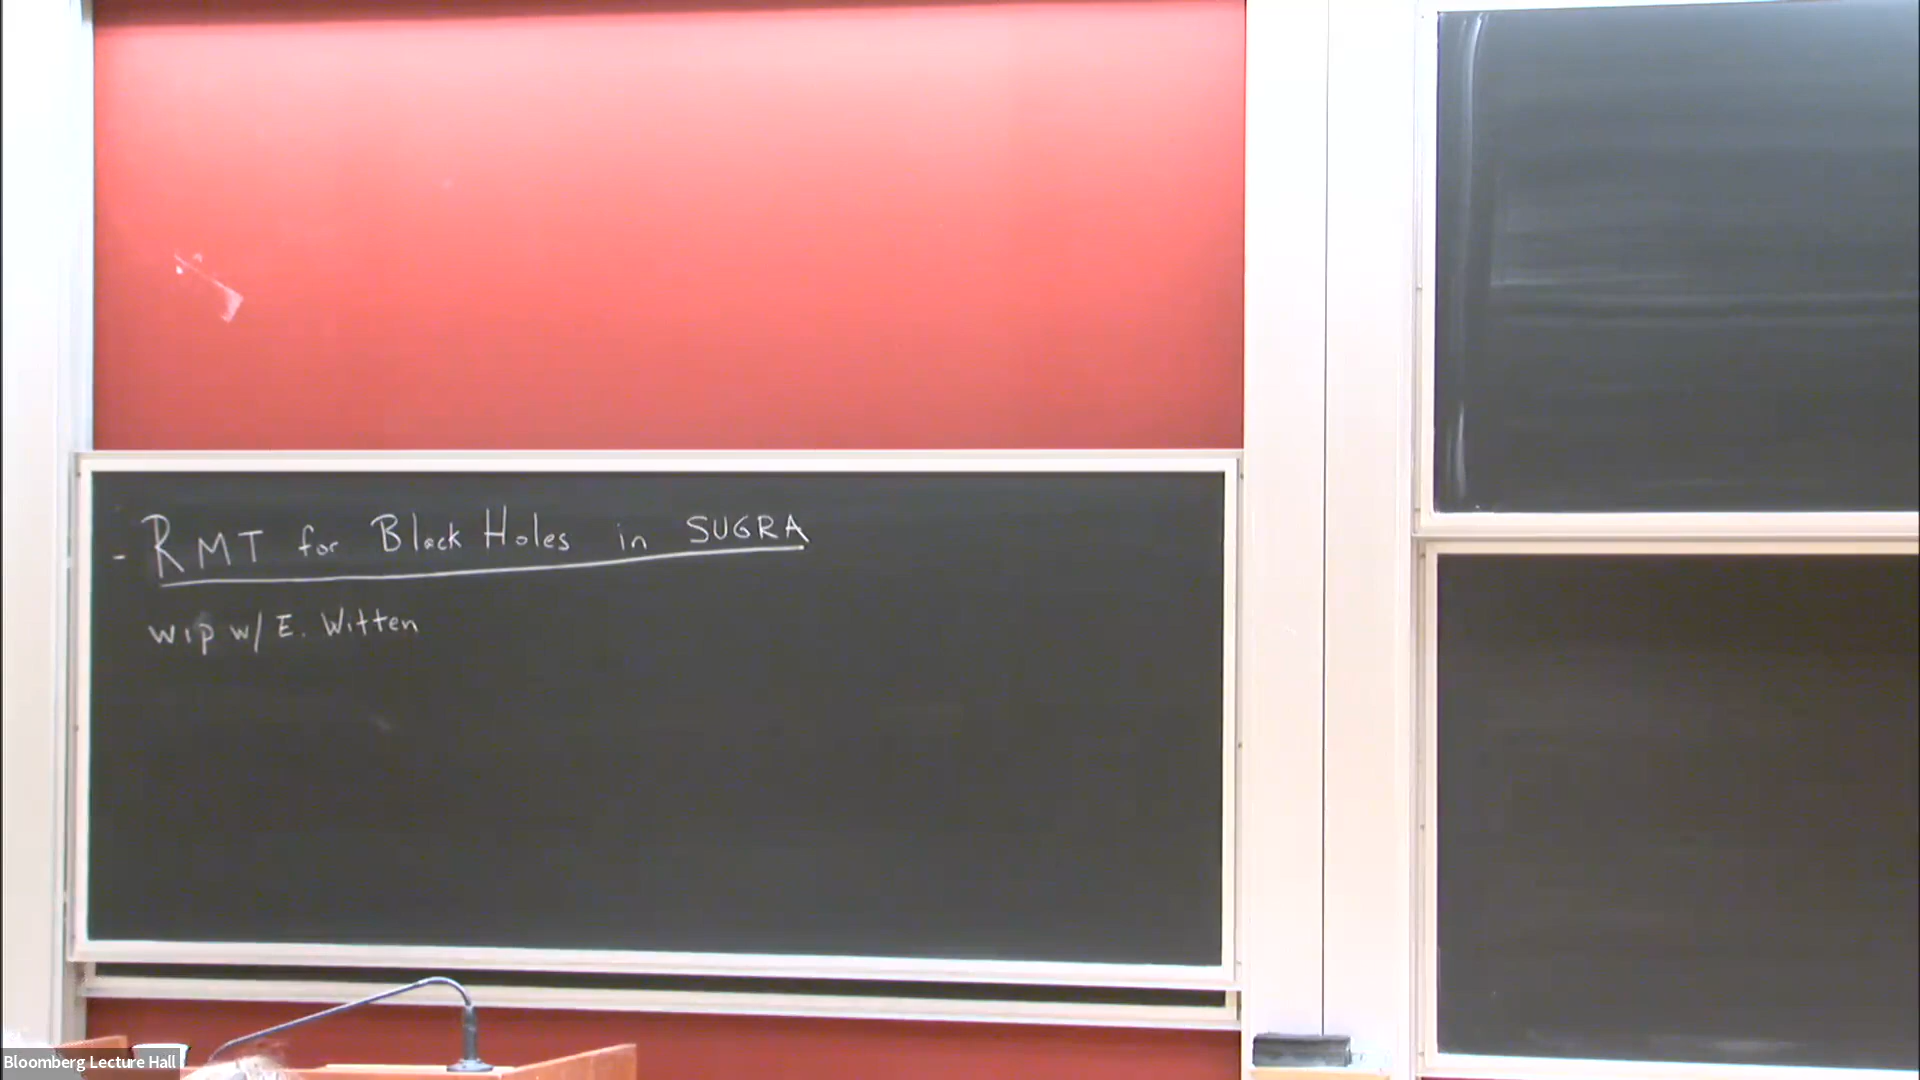 - RMT for Black Holes in SUGRA
wip w/ E. Witten
Bloomberg Lecture Hall